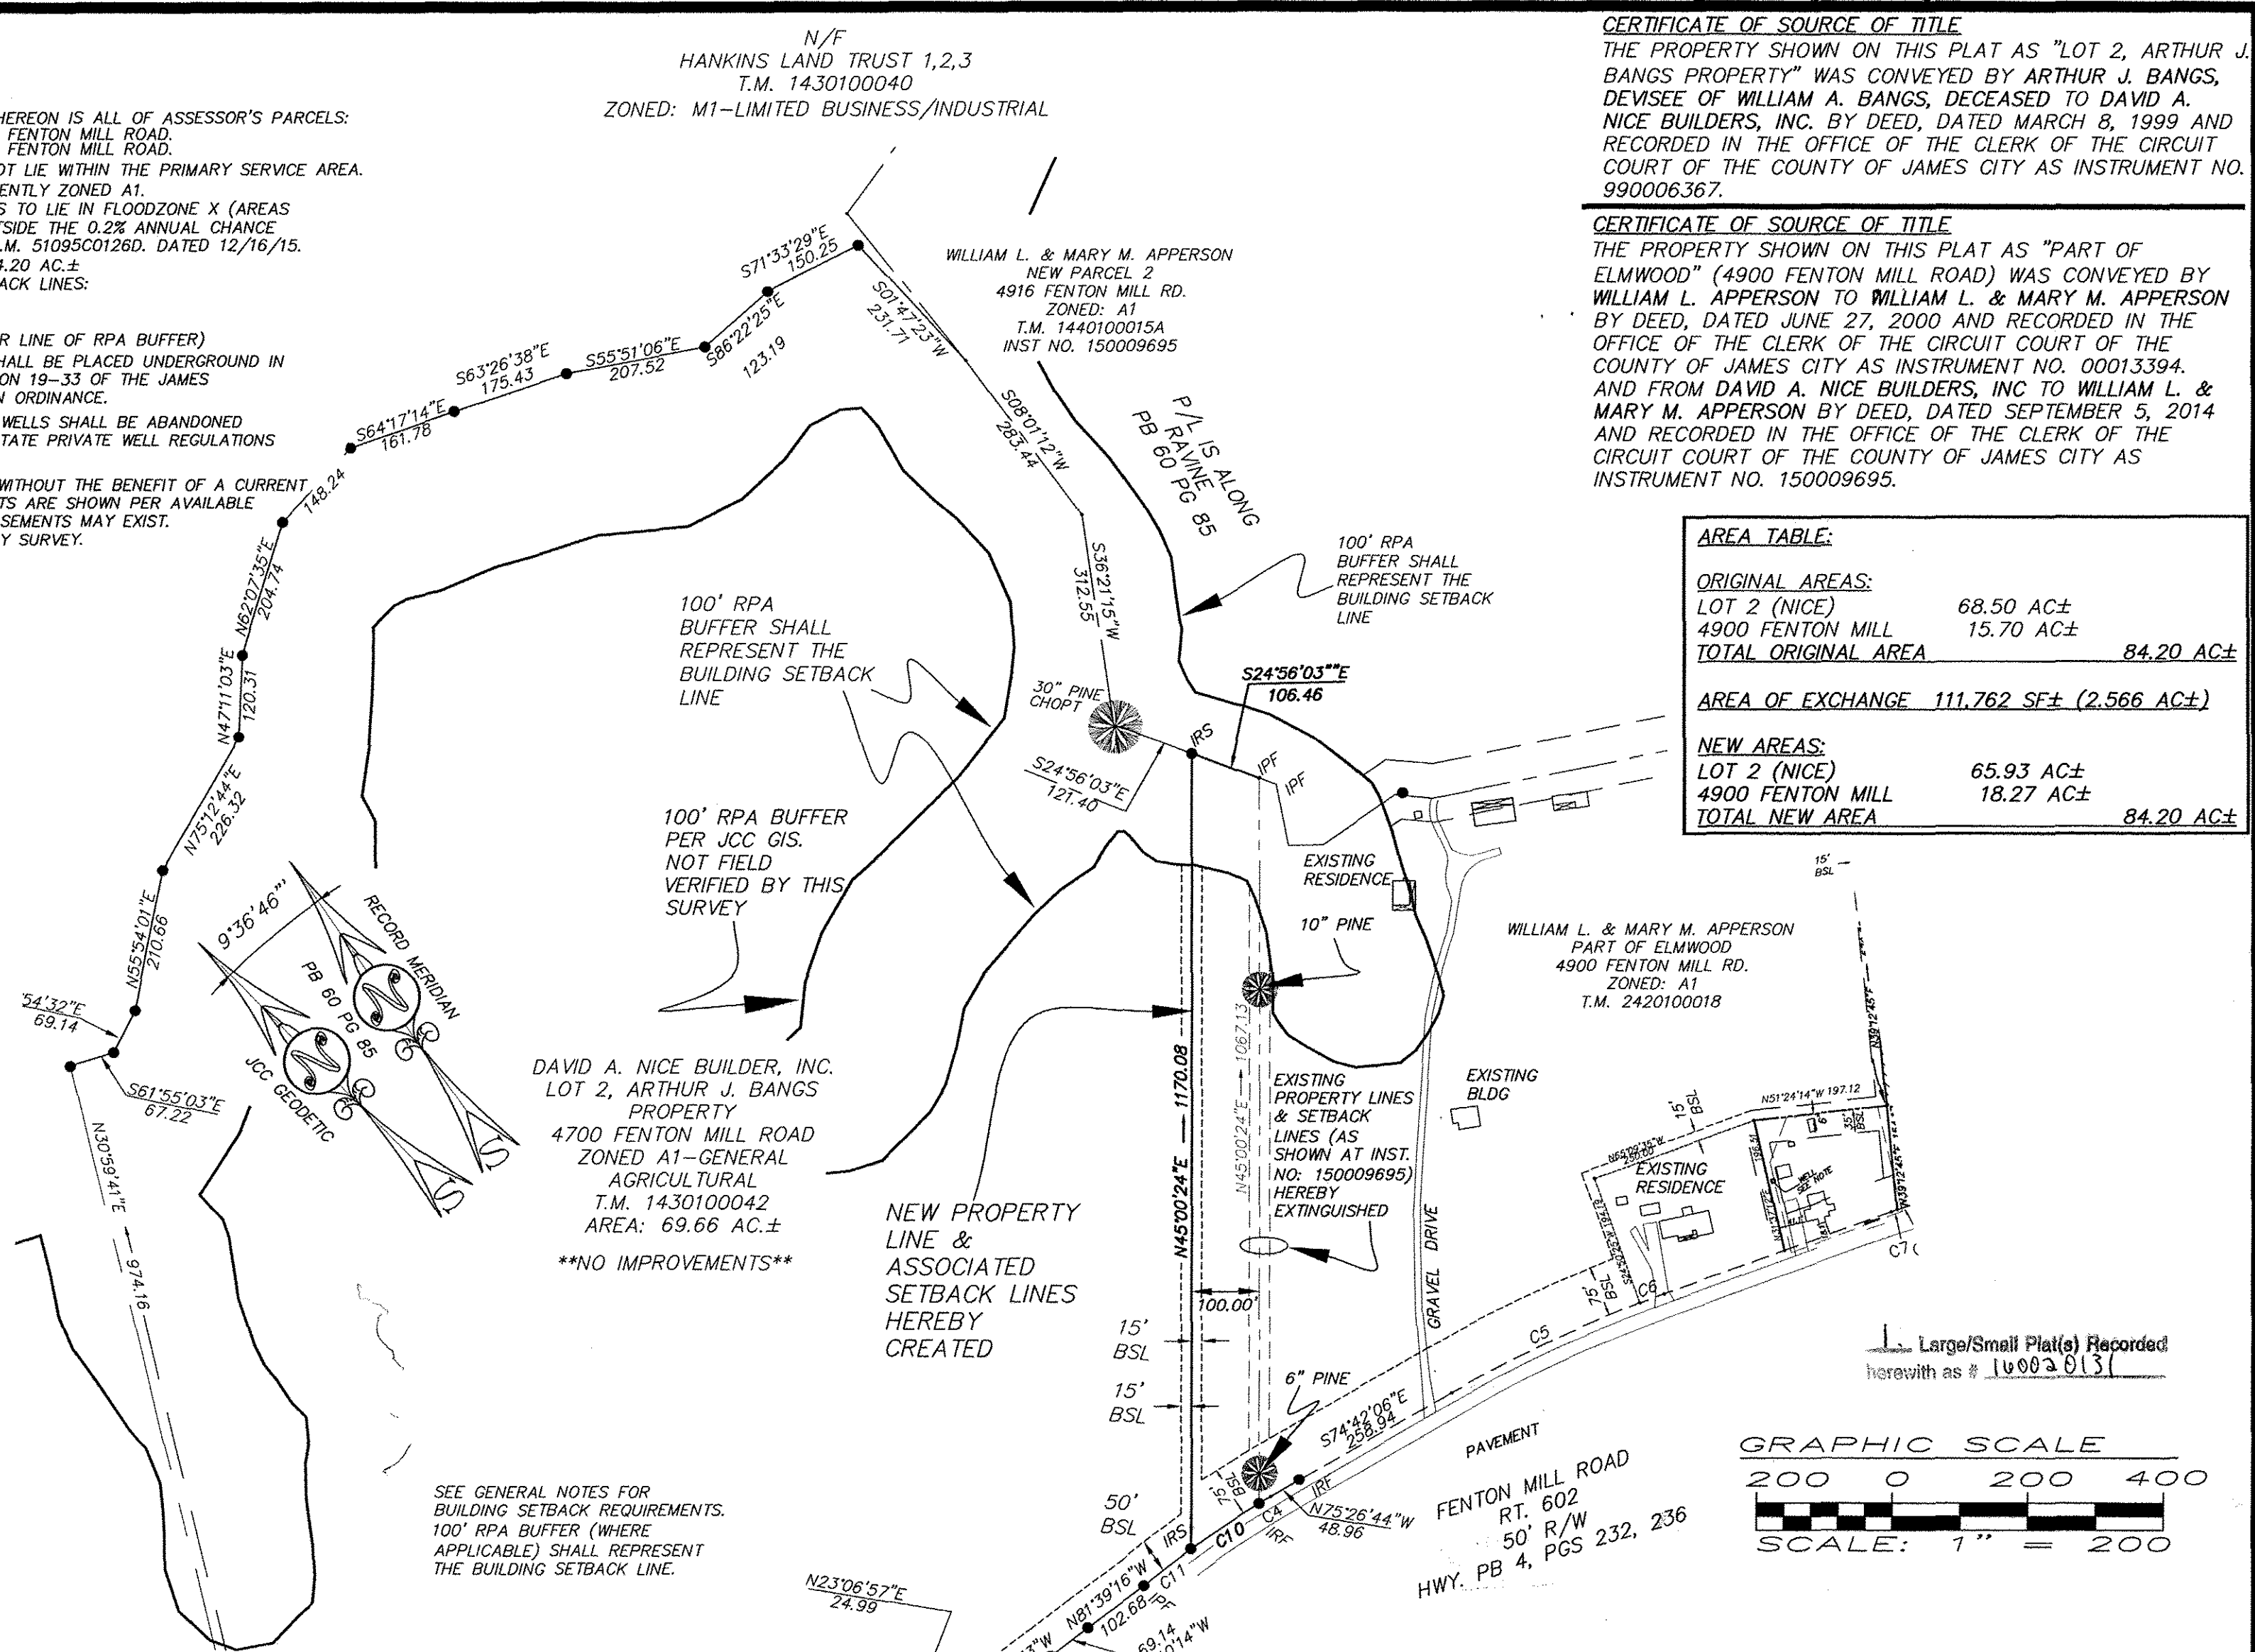 N/F
HANKINS LAND TRUST 1,2,3
T.M. 1430100040
ZONED: M1-LIMITED BUSINESS/INDUSTRIAL
HEREON IS ALL OF ASSESSOR'S PARCELS:
FENTON MILL ROAD.
FENTON MILL ROAD.
OT LIE WITHIN THE PRIMARY SERVICE AREA.
ENTLY ZONED A1.
S TO LIE IN FLOODZONE X (AREAS
TSIDE THE 0.2% ANNUAL CHANCE
.M. 51095C0126D. DATED 12/16/15.
4.20 AC.±
ACK LINES:
R LINE OF RPA BUFFER)
HALL BE PLACED UNDERGROUND IN
ON 19-33 OF THE JAMES
N ORDINANCE.
WELLS SHALL BE ABANDONED
TATE PRIVATE WELL REGULATIONS
WITHOUT THE BENEFIT OF A CURRENT
TS ARE SHOWN PER AVAILABLE
SEMENTS MAY EXIST.
Y SURVEY.
CERTIFICATE OF SOURCE OF TITLE
THE PROPERTY SHOWN ON THIS PLAT AS "LOT 2, ARTHUR J.
BANGS PROPERTY" WAS CONVEYED BY ARTHUR J. BANGS,
DEVISEE OF WILLIAM A. BANGS, DECEASED TO DAVID A.
NICE BUILDERS, INC. BY DEED, DATED MARCH 8, 1999 AND
RECORDED IN THE OFFICE OF THE CLERK OF THE CIRCUIT
COURT OF THE COUNTY OF JAMES CITY AS INSTRUMENT NO.
990006367.
CERTIFICATE OF SOURCE OF TITLE
THE PROPERTY SHOWN ON THIS PLAT AS "PART OF
ELMWOOD" (4900 FENTON MILL ROAD) WAS CONVEYED BY
WILLIAM L. APPERSON TO WILLIAM L. & MARY M. APPERSON
BY DEED, DATED JUNE 27, 2000 AND RECORDED IN THE
OFFICE OF THE CLERK OF THE CIRCUIT COURT OF THE
COUNTY OF JAMES CITY AS INSTRUMENT NO. 00013394.
AND FROM DAVID A. NICE BUILDERS, INC TO WILLIAM L. &
MARY M. APPERSON BY DEED, DATED SEPTEMBER 5, 2014
AND RECORDED IN THE OFFICE OF THE CLERK OF THE
CIRCUIT COURT OF THE COUNTY OF JAMES CITY AS
INSTRUMENT NO. 150009695.
AREA TABLE:
ORIGINAL AREAS:
LOT 2 (NICE) 68.50 AC±
4900 FENTON MILL 15.70 AC±
TOTAL ORIGINAL AREA 84.20 AC±
AREA OF EXCHANGE 111,762 SF± (2.566 AC±)
NEW AREAS:
LOT 2 (NICE) 65.93 AC±
4900 FENTON MILL 18.27 AC±
TOTAL NEW AREA 84.20 AC±
WILLIAM L. & MARY M. APPERSON
NEW PARCEL 2
4916 FENTON MILL RD.
ZONED: A1
T.M. 1440100015A
INST NO. 150009695
S71°33'29"E
150.25
S86°22'25"E
123.19
S55°51'06"E
207.52
S63°26'38"E
175.43
S64°17'14"E
161.78
148.24
N62°07'35"E
204.74
N47°11'03"E
120.31
N75°12'44"E
226.32
N55°54'01"E
210.66
'54'32"E
69.14
S61°55'03"E
67.22
N30°59'41"E
974.16
S01°47'23"W
231.71
S08°01'12"W
283.44
S36°21'15"W
312.55
P/L IS ALONG
RAVINE
PB 60 PG 85
100' RPA
BUFFER SHALL
REPRESENT THE
BUILDING SETBACK
LINE
100' RPA
BUFFER SHALL
REPRESENT THE
BUILDING SETBACK
LINE
30" PINE
CHOPT
S24°56'03""E
106.46
IRS
IPF
IPF
S24°56'03"E
121.40
100' RPA BUFFER
PER JCC GIS.
NOT FIELD
VERIFIED BY THIS
SURVEY
9°36'46"'
RECORD MERIDIAN
PB 60 PG 85
JCC GEODETIC
N
N
S
S
EXISTING
RESIDENCE
10" PINE
WILLIAM L. & MARY M. APPERSON
PART OF ELMWOOD
4900 FENTON MILL RD.
ZONED: A1
T.M. 2420100018
15'
BSL
DAVID A. NICE BUILDER, INC.
LOT 2, ARTHUR J. BANGS
PROPERTY
4700 FENTON MILL ROAD
ZONED A1-GENERAL
AGRICULTURAL
T.M. 1430100042
AREA: 69.66 AC.±
**NO IMPROVEMENTS**
NEW PROPERTY
LINE &
ASSOCIATED
SETBACK LINES
HEREBY
CREATED
N45°00'24"E 1170.08
N45°00'24"E 1067.13
EXISTING
PROPERTY LINES
& SETBACK
LINES (AS
SHOWN AT INST.
NO: 150009695)
HEREBY
EXTINGUISHED
EXISTING
BLDG
GRAVEL DRIVE
100.00'
15'
BSL
15'
BSL
50'
BSL
6" PINE
75'
BSL
S74°42'06"E
258.94
N75°26'44"W
48.96
IRS
C10
C4
IRF
IRF
C11
IPF
N81°39'16"W
102.68
69.14
N23°06'57"E
24.99
C5
C6
75'
BSL
15'
BSL
N51°24'14"W 197.12
N65°09'35"W
250.00
EXISTING
RESIDENCE
WELL
SEE NOTE
35'
BSL
N39°12'45"E
N39°12'45"E
PAVEMENT
FENTON MILL ROAD
RT. 602
50' R/W
HWY. PB 4, PGS 232, 236
SEE GENERAL NOTES FOR
BUILDING SETBACK REQUIREMENTS.
100' RPA BUFFER (WHERE
APPLICABLE) SHALL REPRESENT
THE BUILDING SETBACK LINE.
1 Large/Small Plat(s) Recorded
herewith as # 160020131
GRAPHIC SCALE
200 0 200 400
SCALE: 1" = 200